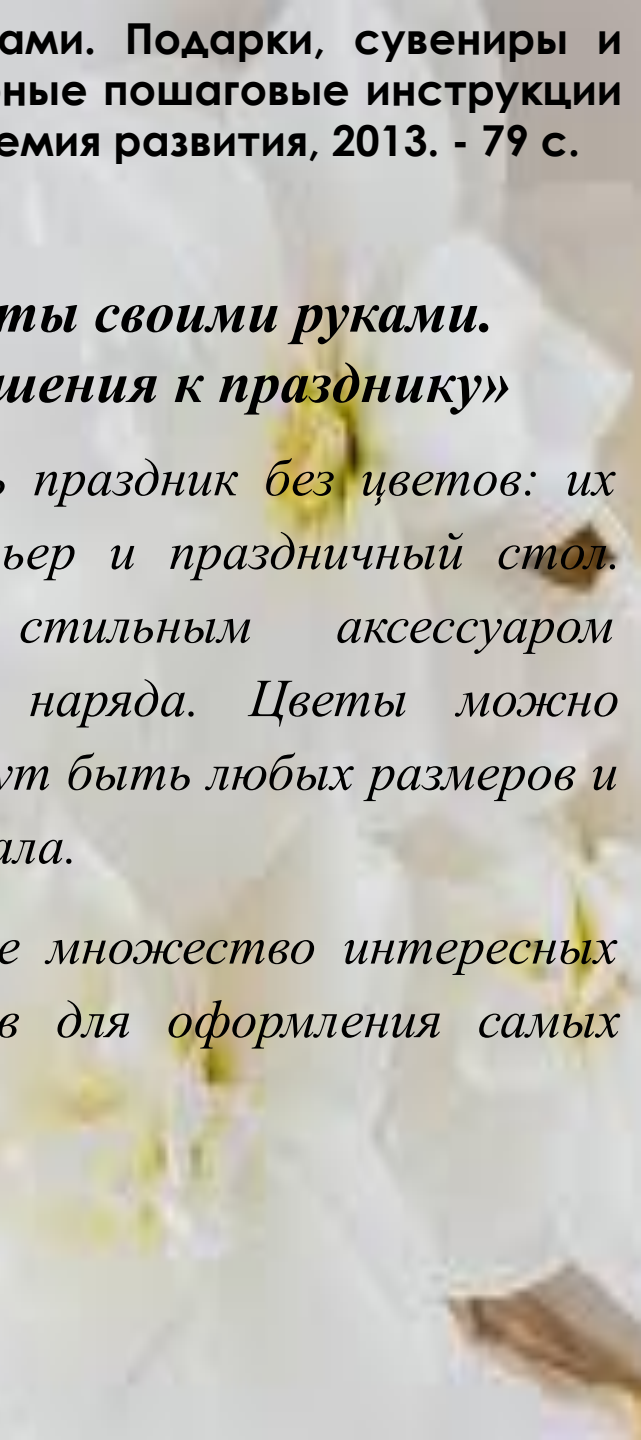 ами. Подарки, сувениры и
ные пошаговые инструкции
емия развития, 2013. - 79 с.
ты своими руками.
шения к празднику»
ь праздник без цветов: их
ьер и праздничный стол.
стильным аксессуаром
наряда. Цветы можно
ут быть любых размеров и
ала.
е множество интересных
в для оформления самых